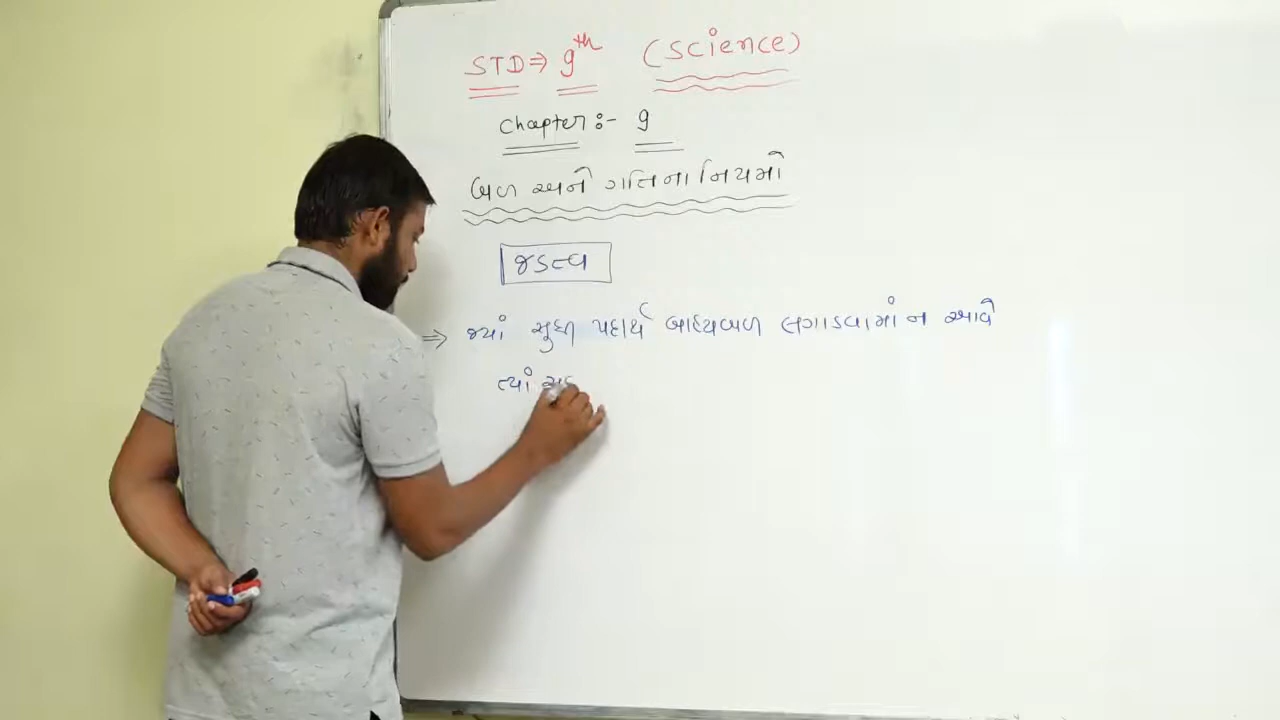 STD ⇒ 9th (Science)
Chapter :- 9
બળ અને ગતિના નિયમો
જડત્વ
⇒ જ્યાં સુધી પદાર્થ બાહ્યબળ લગાડવામાં ન આવે
ત્યાં